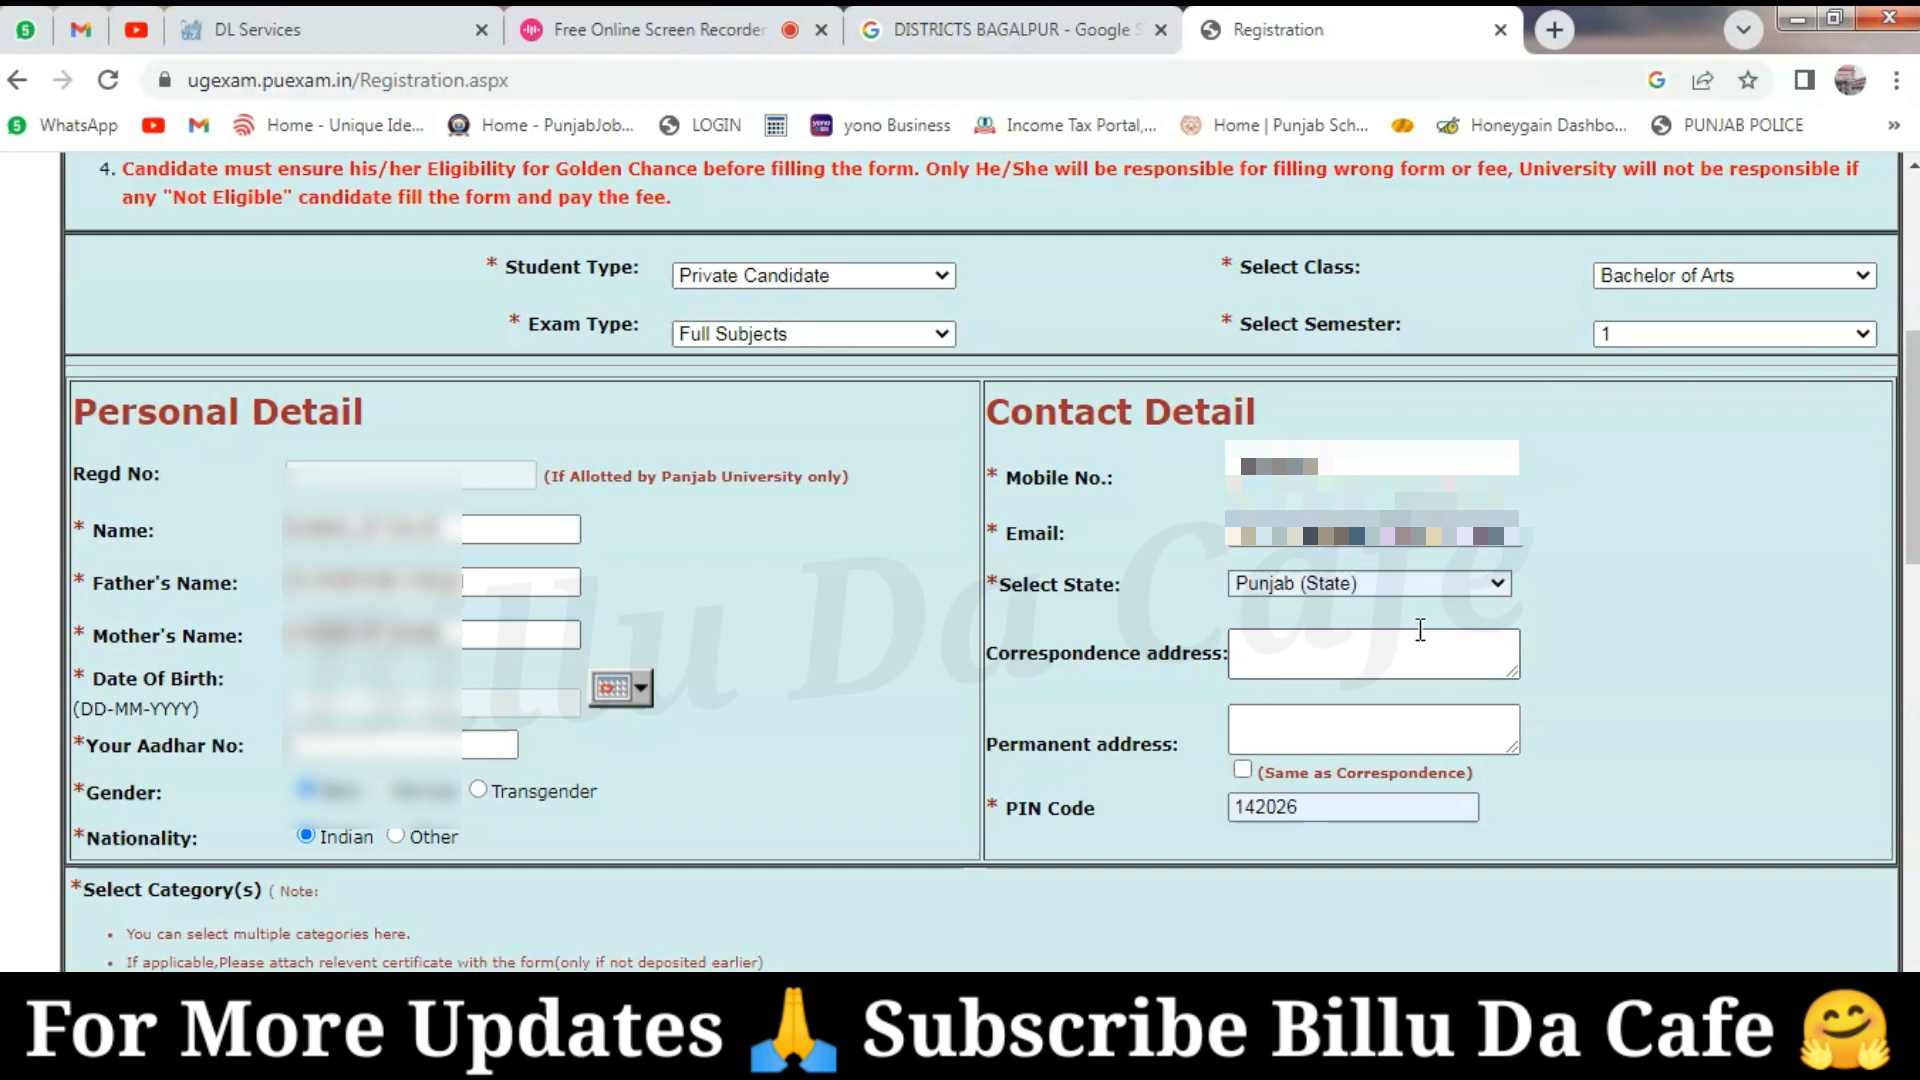 DL Services
Free Online Screen Recorder
DISTRICTS BAGALPUR - Google S
Registration
ugexam.puexam.in/Registration.aspx
WhatsApp
Home - Unique Ide...
Home - PunjabJob...
LOGIN
yono Business
Income Tax Portal,...
Home | Punjab Sch...
Honeygain Dashbo...
PUNJAB POLICE
4. Candidate must ensure his/her Eligibility for Golden Chance before filling the form. Only He/She will be responsible for filling wrong form or fee, University will not be responsible if
any "Not Eligible" candidate fill the form and pay the fee.
* Student Type: Private Candidate
* Select Class: Bachelor of Arts
* Exam Type: Full Subjects
* Select Semester: 1
Personal Detail
Regd No: (If Allotted by Panjab University only)
* Name:
* Father's Name:
* Mother's Name:
* Date Of Birth:
(DD-MM-YYYY)
*Your Aadhar No:
*Gender: Transgender
*Nationality: Indian Other
Contact Detail
* Mobile No.:
* Email:
*Select State: Punjab (State)
Correspondence address:
Permanent address:
(Same as Correspondence)
* PIN Code 142026
*Select Category(s) ( Note:
• You can select multiple categories here.
• If applicable,Please attach relevent certificate with the form(only if not deposited earlier)
For More Updates 🙏 Subscribe Billu Da Cafe 🤗